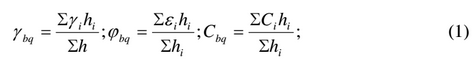 γ_bq = Σγ_i h_i / Σh ; φ_bq = Σε_i h_i / Σh_i ; C_bq = ΣC_i h_i / Σh_i ; (1)